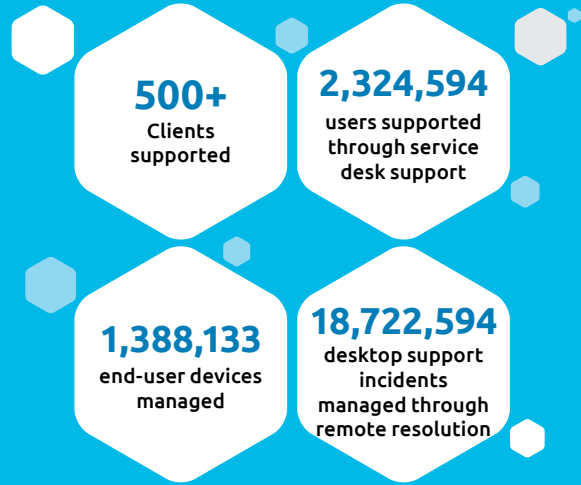 500+
Clients
supported
2,324,594
users supported
through service
desk support
1,388,133
end-user devices
managed
18,722,594
desktop support
incidents
managed through
remote resolution